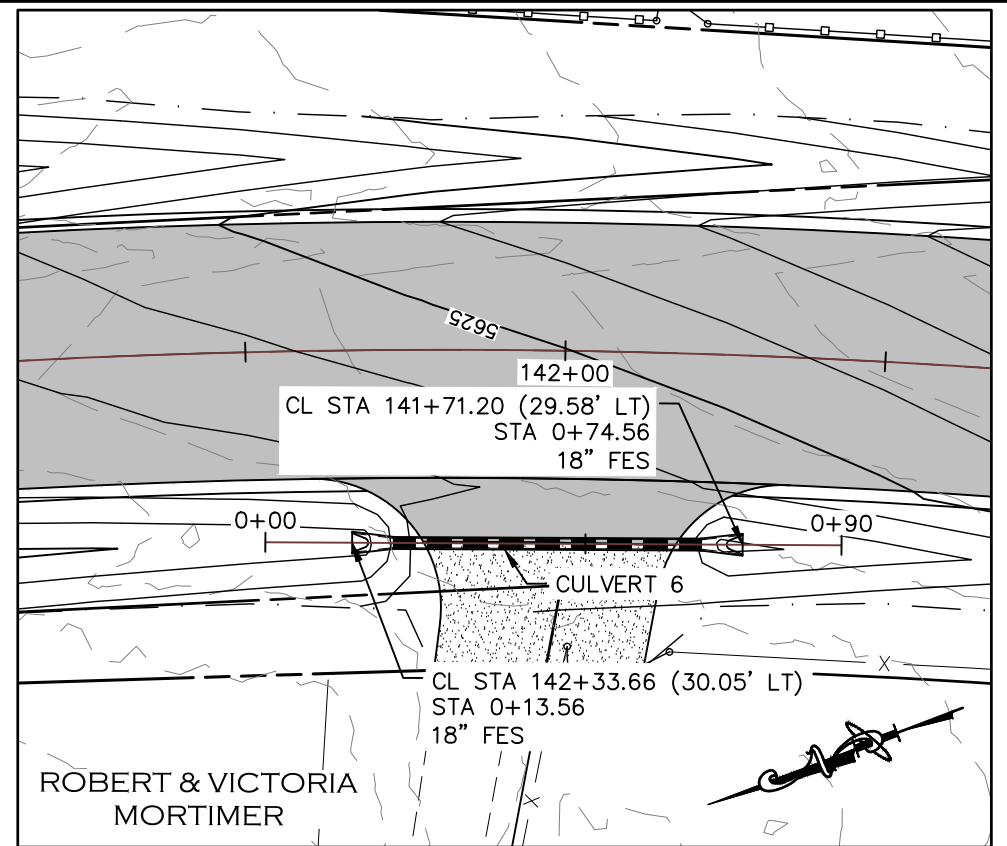 5625
142+00
CL STA 141+71.20 (29.58' LT)
STA 0+74.56
18" FES
0+00
0+90
CULVERT 6
X
CL STA 142+33.66 (30.05' LT)
STA 0+13.56
18" FES
ROBERT & VICTORIA
MORTIMER
X